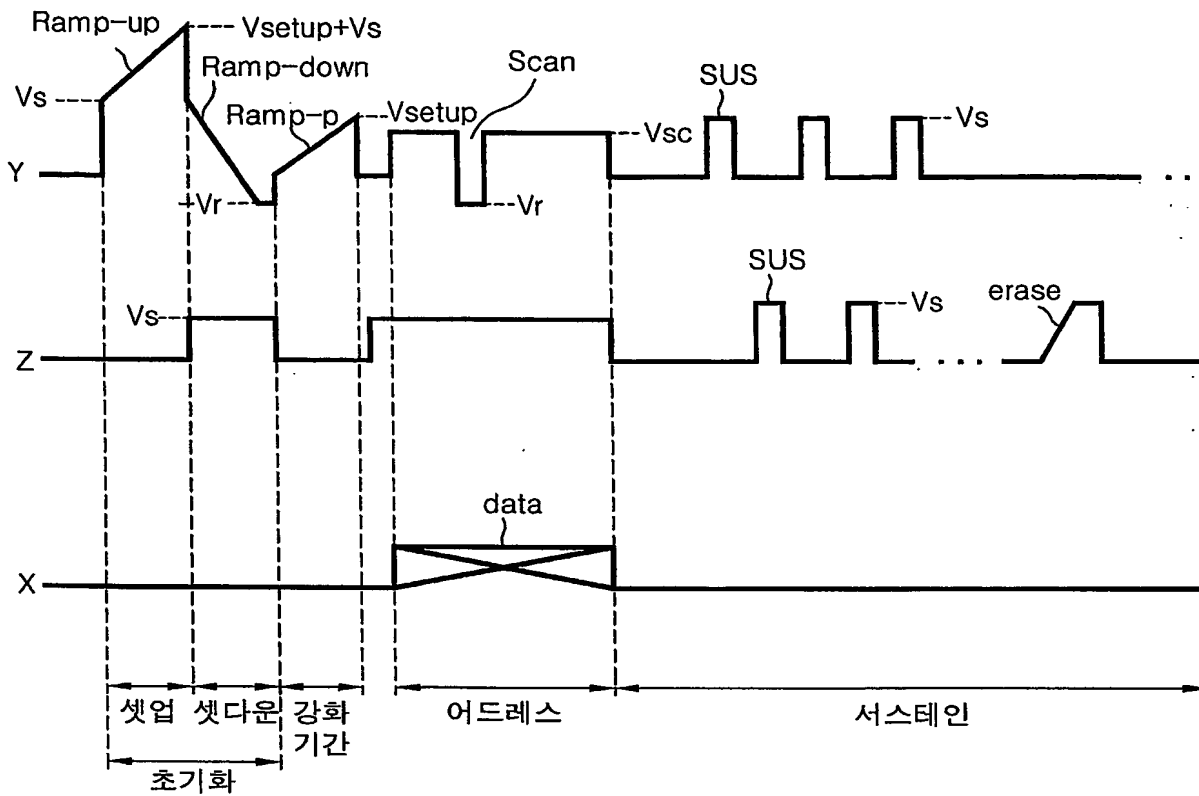 Ramp-up
Vsetup+Vs
Ramp-down
Scan
SUS
Vs
Ramp-p
Vsetup
Vsc
Vs
Y
-Vr
-Vr
SUS
Vs
Vs
erase
Z
data
X
셋업
셋다운
강화
기간
어드레스
서스테인
초기화